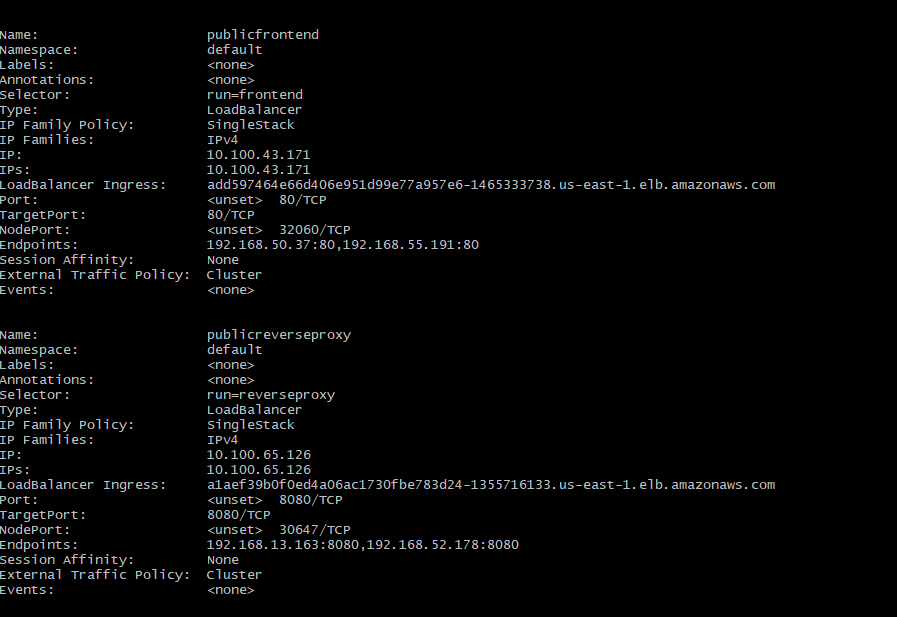 Name: publicfrontend
Namespace: default
Labels: <none>
Annotations: <none>
Selector: run=frontend
Type: LoadBalancer
IP Family Policy: SingleStack
IP Families: IPv4
IP: 10.100.43.171
IPs: 10.100.43.171
LoadBalancer Ingress: add597464e66d406e951d99e77a957e6-1465333738.us-east-1.elb.amazonaws.com
Port: <unset> 80/TCP
TargetPort: 80/TCP
NodePort: <unset> 32060/TCP
Endpoints: 192.168.50.37:80,192.168.55.191:80
Session Affinity: None
External Traffic Policy: Cluster
Events: <none>
Name: publicreverseproxy
Namespace: default
Labels: <none>
Annotations: <none>
Selector: run=reverseproxy
Type: LoadBalancer
IP Family Policy: SingleStack
IP Families: IPv4
IP: 10.100.65.126
IPs: 10.100.65.126
LoadBalancer Ingress: a1aef39b0f0ed4a06ac1730fbe783d24-1355716133.us-east-1.elb.amazonaws.com
Port: <unset> 8080/TCP
TargetPort: 8080/TCP
NodePort: <unset> 30647/TCP
Endpoints: 192.168.13.163:8080,192.168.52.178:8080
Session Affinity: None
External Traffic Policy: Cluster
Events: <none>